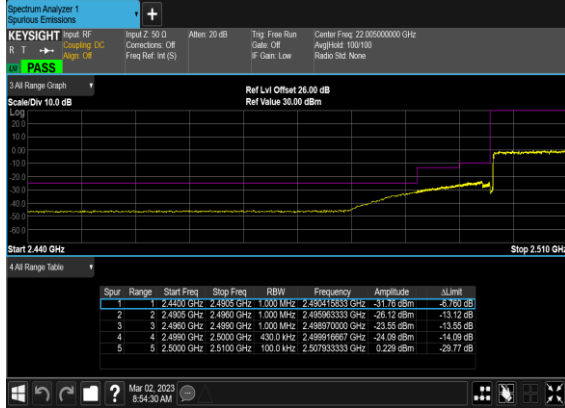 Spectrum Analyzer 1
Spurious Emissions
+
KEYSIGHT Input: RF Input Z: 50 Ω Atten: 20 dB Trig: Free Run Center Freq: 22.005000000 GHz
R T Coupling: DC Corrections: Off Gate: Off Avg|Hold: 100/100
Align: Off Freq Ref: Int (S) IF Gain: Low Radio Std: None
PASS
3 All Range Graph
Ref Lvl Offset 26.00 dB
Scale/Div 10.0 dB Ref Value 30.00 dBm
Log
20.0
10.0
0.00
-10.0
-20.0
-30.0
-40.0
-50.0
-60.0
Start 2.440 GHz Stop 2.510 GHz
4 All Range Table
Spur Range Start Freq Stop Freq RBW Frequency Amplitude ΔLimit
1 1 2.4400 GHz 2.4905 GHz 1.000 MHz 2.490415833 GHz -31.76 dBm -6.760 dB
2 2 2.4905 GHz 2.4960 GHz 1.000 MHz 2.495963333 GHz -26.12 dBm -13.12 dB
3 3 2.4960 GHz 2.4990 GHz 1.000 MHz 2.498970000 GHz -23.55 dBm -13.55 dB
4 4 2.4990 GHz 2.5000 GHz 430.0 kHz 2.499916667 GHz -24.09 dBm -14.09 dB
5 5 2.5000 GHz 2.5100 GHz 100.0 kHz 2.507933333 GHz 0.229 dBm -29.77 dB
? Mar 02, 2023
8:54:30 AM